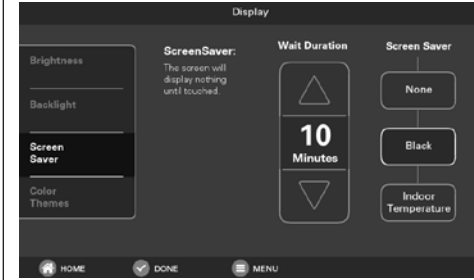 Display
Brightness
Backlight
Screen
Saver
Color
Themes
ScreenSaver:
The screen will
display nothing
until touched.
Wait Duration
10
Minutes
Screen Saver
None
Black
Indoor
Temperature
HOME
DONE
MENU